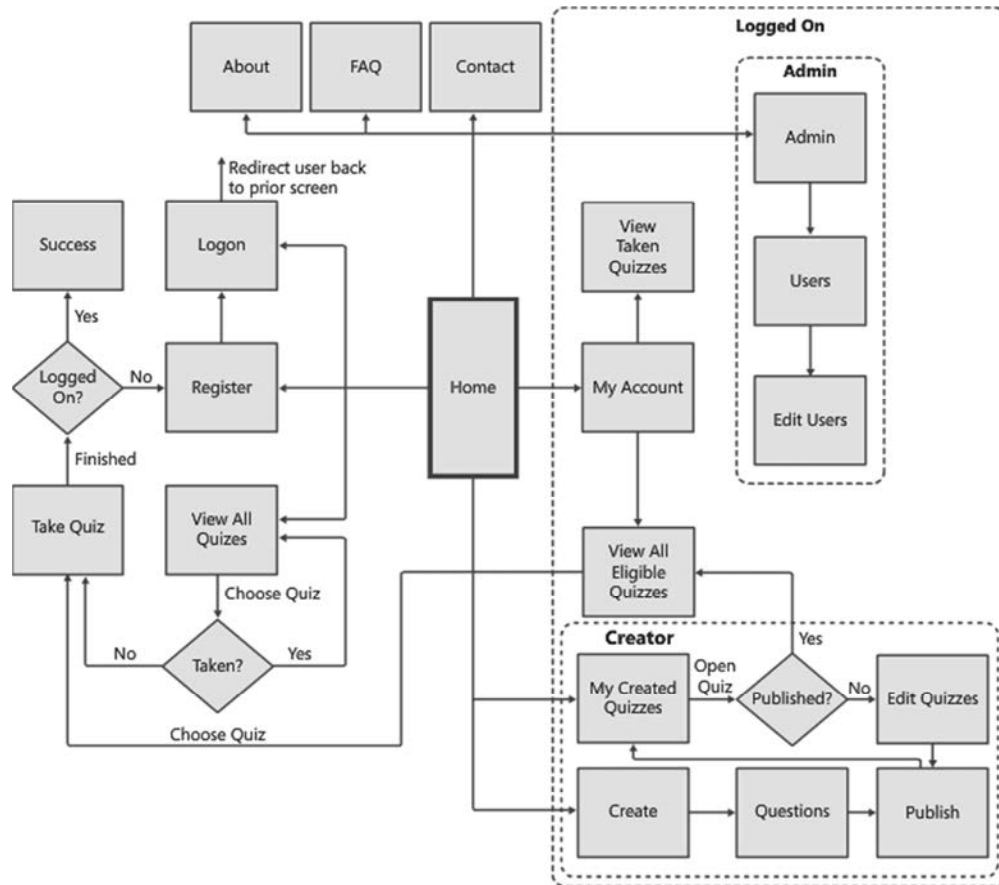 Logged On
Admin
About
FAQ
Contact
Admin
Redirect user back
to prior screen
Success
Logon
View
Taken
Quizzes
Users
Yes
Logged
On?
No
Register
Home
My Account
Edit Users
Finished
Take Quiz
View All
Quizes
View All
Eligible
Quizzes
Choose Quiz
No
Taken?
Yes
Choose Quiz
Creator
Yes
My Created
Quizzes
Open
Quiz
Published?
No
Edit Quizzes
Create
Questions
Publish